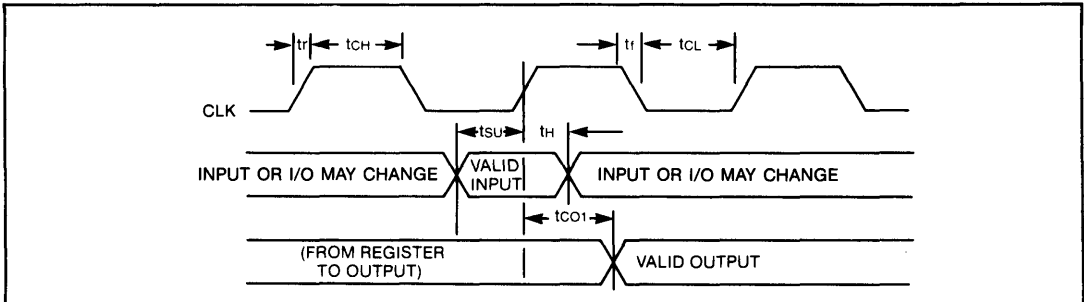 tr tCH tf tCL
CLK
tSU tH
INPUT OR I/O MAY CHANGE VALID INPUT INPUT OR I/O MAY CHANGE
tCO1
(FROM REGISTER TO OUTPUT) VALID OUTPUT